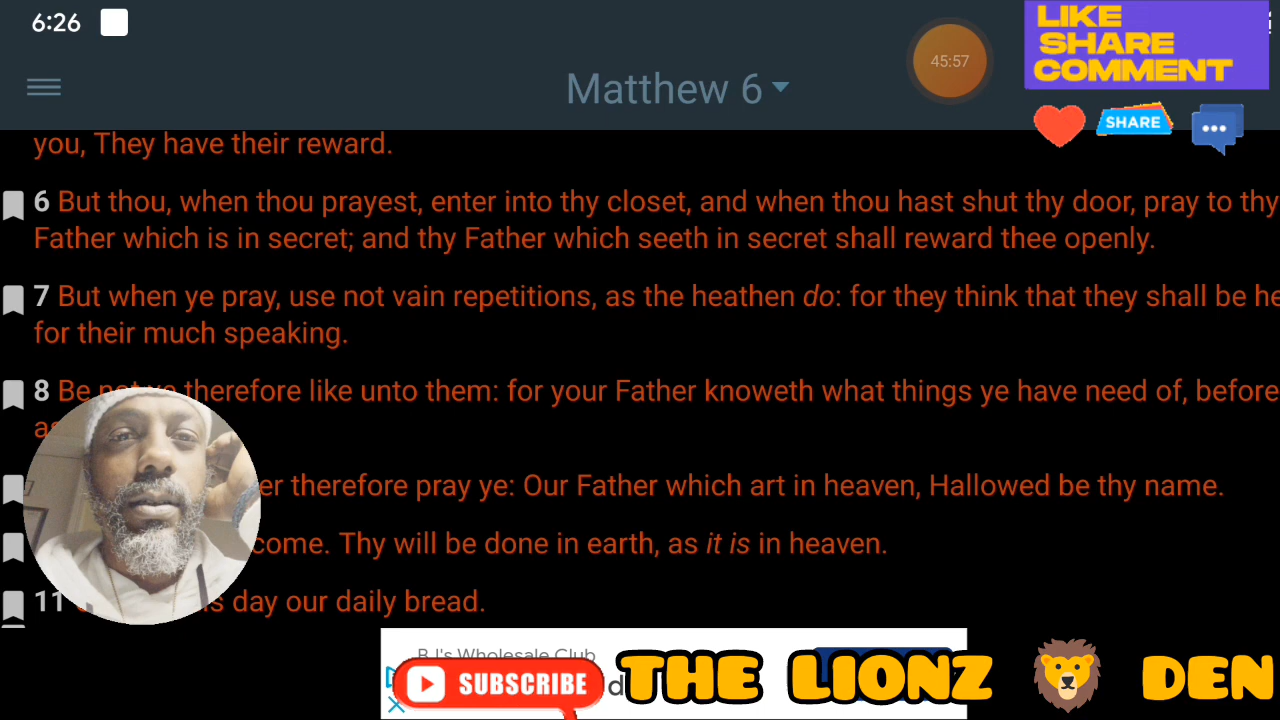 6:26
45:57
LIKE
SHARE
COMMENT
Matthew 6
SHARE
you, They have their reward.
6 But thou, when thou prayest, enter into thy closet, and when thou hast shut thy door, pray to thy
Father which is in secret; and thy Father which seeth in secret shall reward thee openly.
7 But when ye pray, use not vain repetitions, as the heathen do: for they think that they shall be he
for their much speaking.
8 Be not ye therefore like unto them: for your Father knoweth what things ye have need of, before
as
er therefore pray ye: Our Father which art in heaven, Hallowed be thy name.
come. Thy will be done in earth, as it is in heaven.
11 day our daily bread.
BJ's Wholesale Club
SUBSCRIBE
THE LIONZ DEN